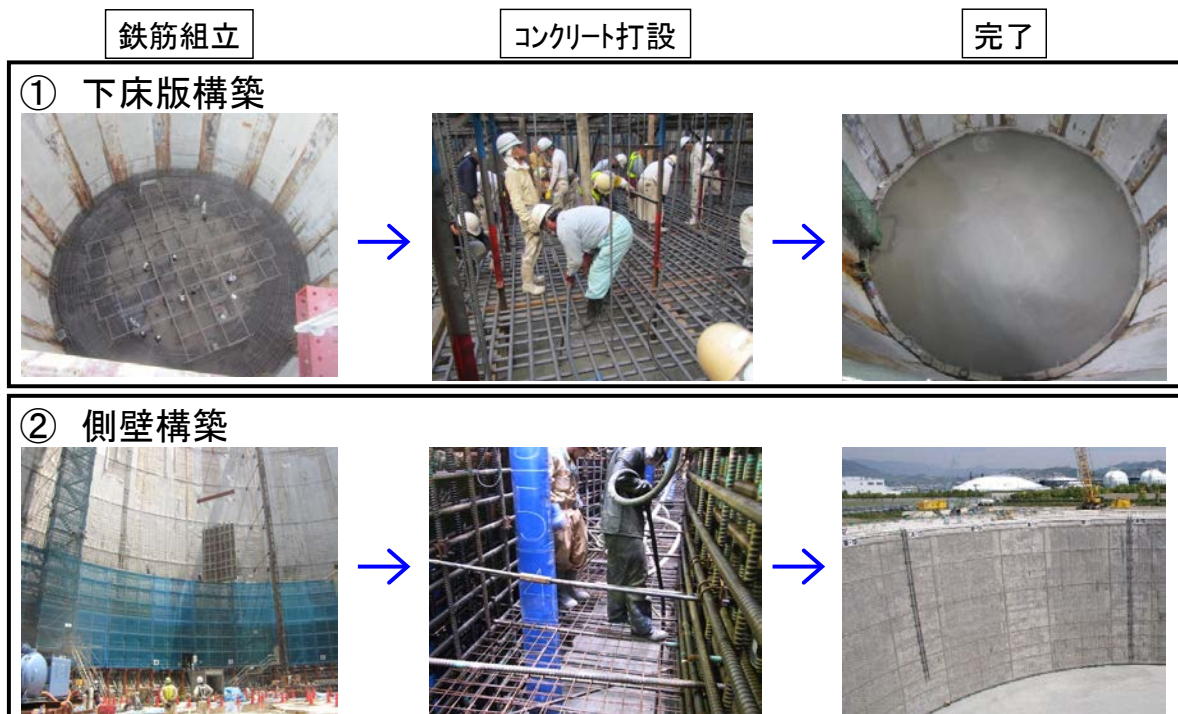 鉄筋組立
コンクリート打設
完了
① 下床版構築
② 側壁構築